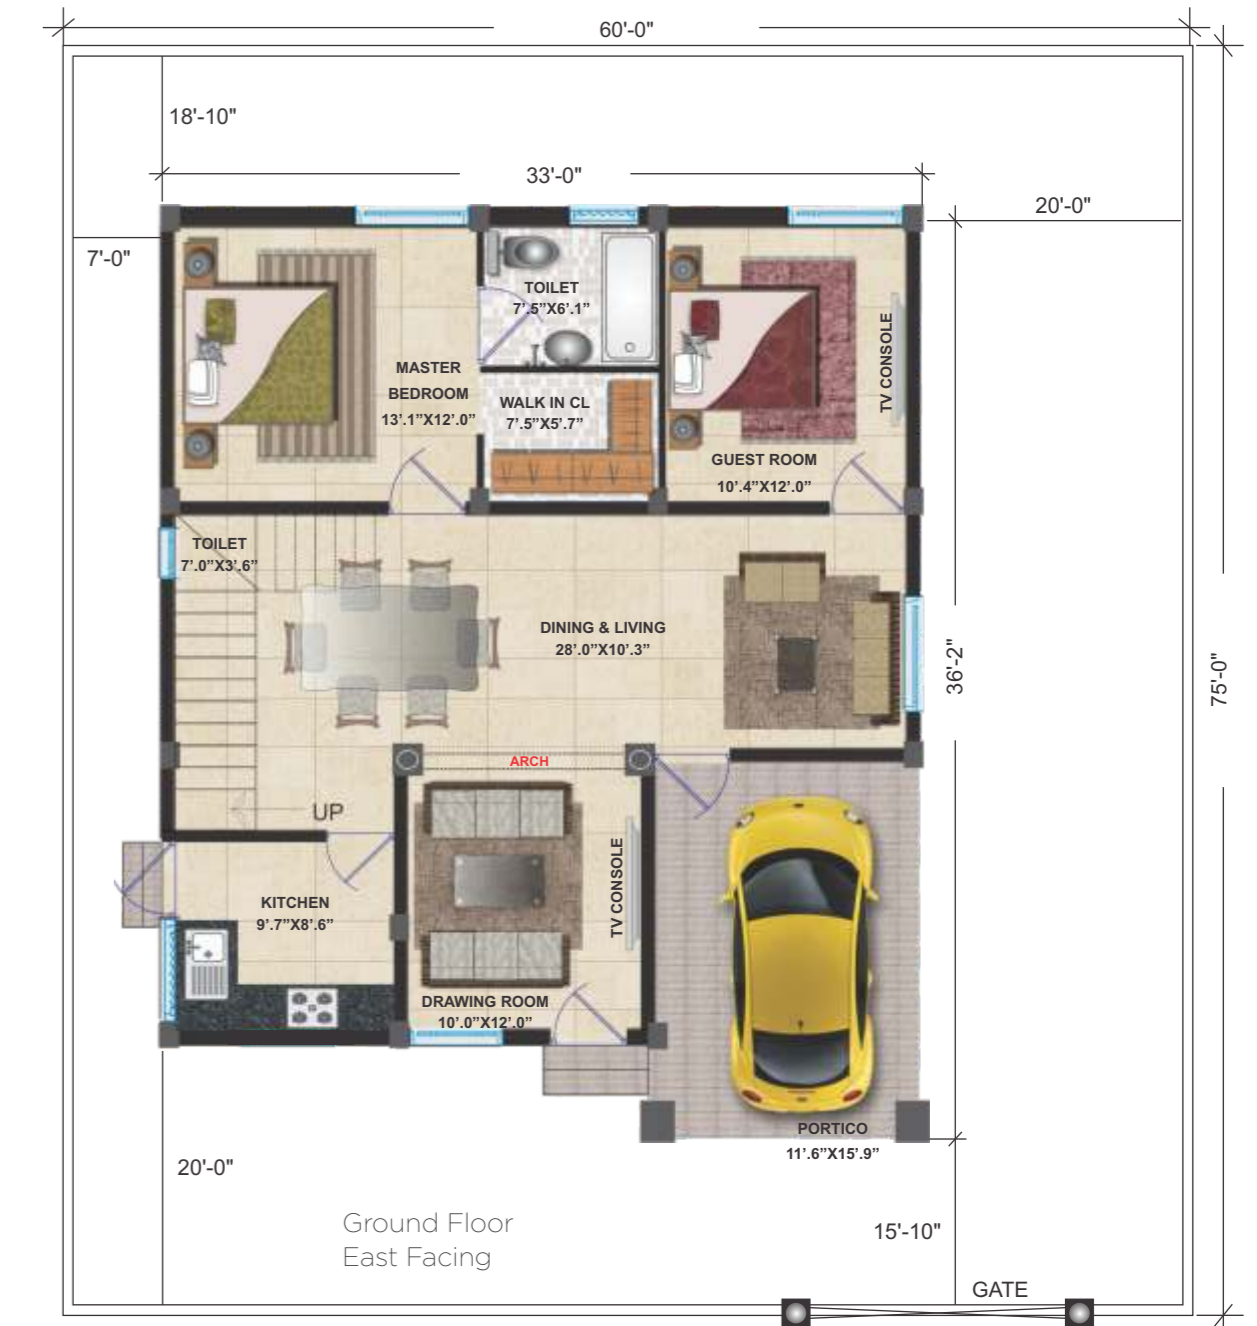 60'-0"
18'-10"
33'-0"
20'-0"
7'-0"
TOILET
7’.5”X6’.1”
TV CONSOLE
MASTER
BEDROOM
13’.1”X12’.0”
WALK IN CL
7’.5”X5’.7”
GUEST ROOM
10’.4”X12’.0”
TOILET
7’.0”X3’.6”
DINING & LIVING
28’.0”X10’.3”
36'-2"
75'-0"
ARCH
UP
KITCHEN
9’.7”X8’.6”
TV CONSOLE
DRAWING ROOM
10’.0”X12’.0”
PORTICO
11’.6”X15’.9”
20'-0"
Ground Floor
East Facing
15'-10"
GATE